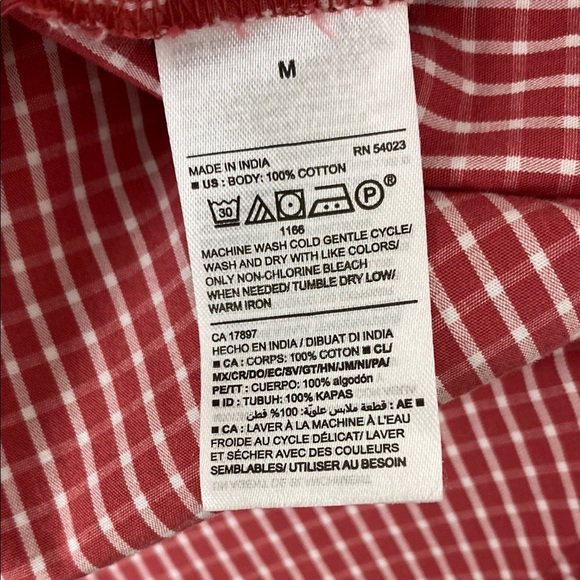 M
MADE IN INDIA RN 54023
■ US : BODY: 100% COTTON
30 P ®
1166
MACHINE WASH COLD GENTLE CYCLE/
WASH AND DRY WITH LIKE COLORS/
ONLY NON-CHLORINE BLEACH
WHEN NEEDED/ TUMBLE DRY LOW/
WARM IRON
CA 17897
HECHO EN INDIA / DIBUAT DI INDIA
■ CA : CORPS: 100% COTON ■ CL/
MX/CR/DO/EC/SV/GT/HN/JM/NI/PA/
PE/TT : CUERPO: 100% algodón
■ ID : TUBUH: 100% KAPAS
■ AE : قطعة ملابس علوية: 100% قطن
■ CA : LAVER À LA MACHINE À L'EAU
FROIDE AU CYCLE DÉLICAT/ LAVER
ET SÉCHER AVEC DES COULEURS
SEMBLABLES/ UTILISER AU BESOIN